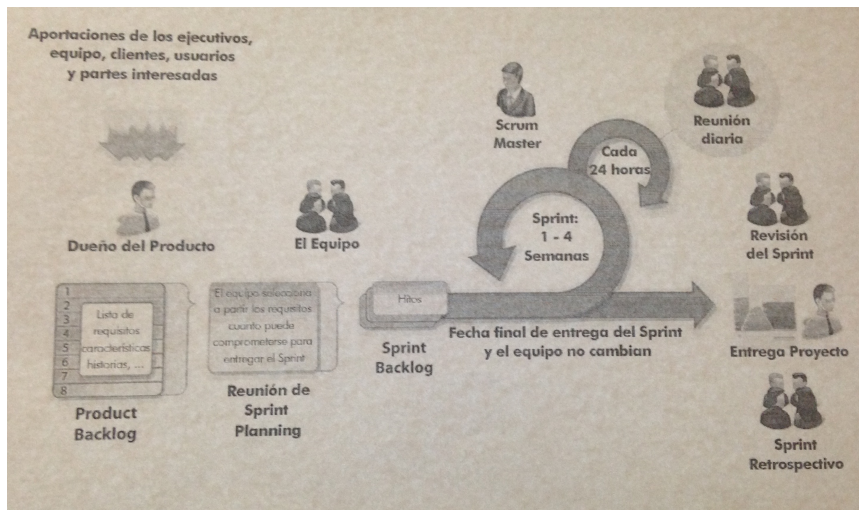 Aportaciones de los ejecutivos,
equipo, clientes, usuarios
y partes interesadas
Dueño del Producto
El Equipo
Scrum
Master
Cada
24 horas
Reunión
diaria
Sprint:
1 - 4
Semanas
Revisión
del Sprint
1
2
3
4
5
6
7
8
Lista de
requisitos
características
historias, ...
Product
Backlog
El equipo selecciona
a partir los requisitos
cuanto puede
comprometerse para
entregar el Sprint
Reunión de
Sprint
Planning
Hitos
Sprint
Backlog
Fecha final de entrega del Sprint
y el equipo no cambian
Entrega Proyecto
Sprint
Retrospectivo